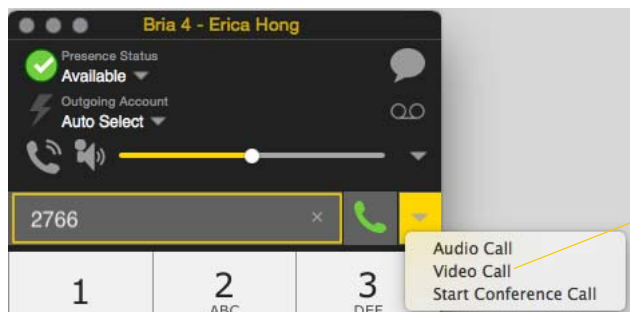 Bria 4 - Erica Hong
Presence Status
Available
Outgoing Account
Auto Select
2766
Audio Call
Video Call
Start Conference Call
1
2
3
ABC
DEF